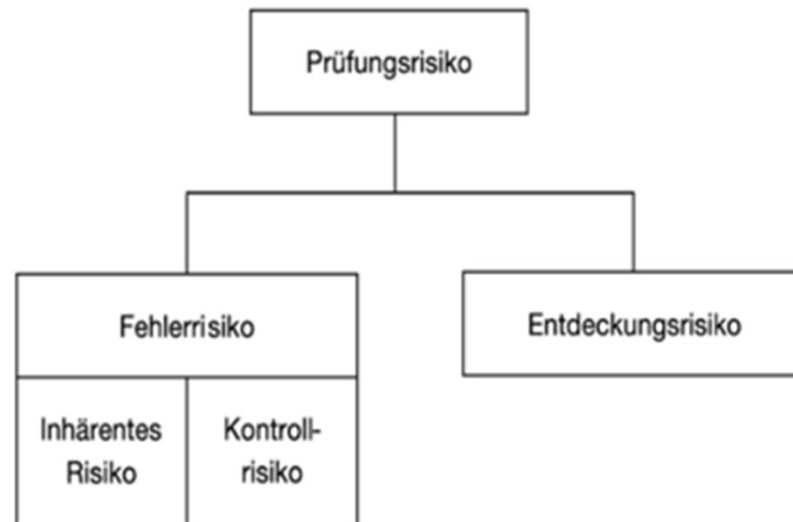 Prüfungsrisiko
Fehlerrisiko
Entdeckungsrisiko
Inhärentes
Risiko
Kontroll-
risiko